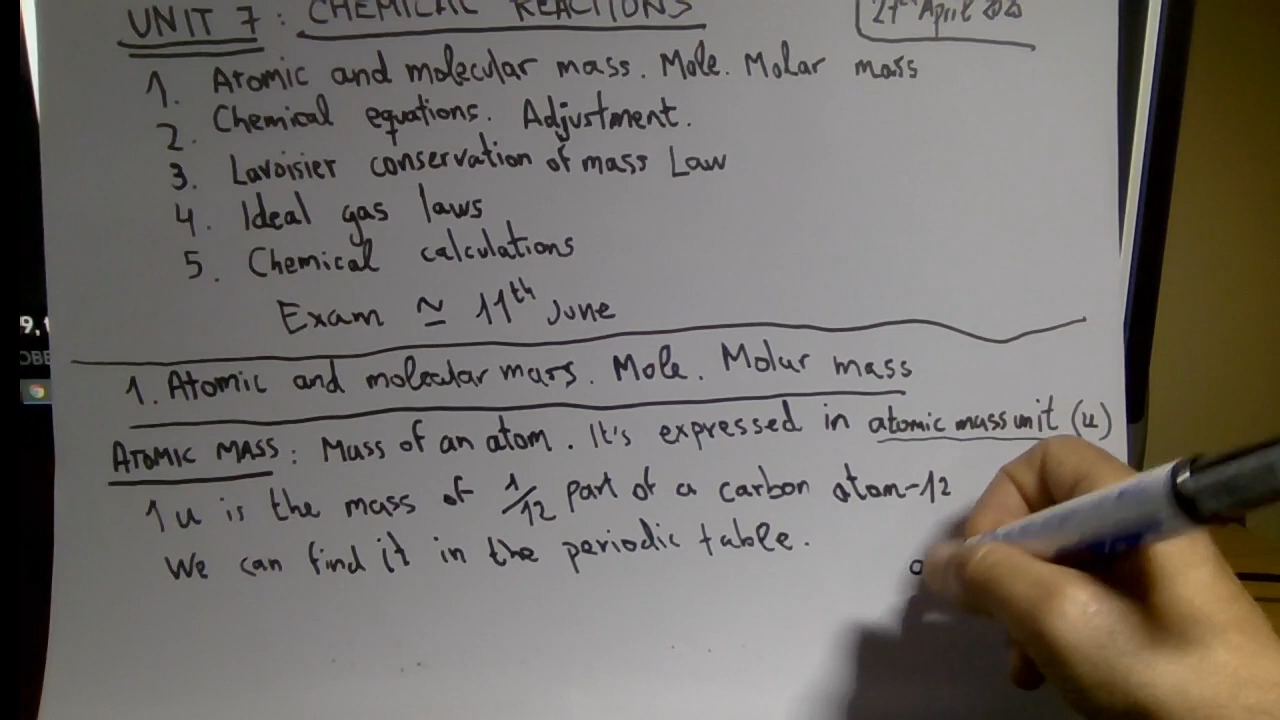 UNIT 7: CHEMICAL REACTIONS
27th April
1. Atomic and molecular mass. Mole. Molar mass
2. Chemical equations. Adjustment.
3. Lavoisier conservation of mass Law
4. Ideal gas laws
5. Chemical calculations
Exam ≃ 11th June
1. Atomic and molecular mass. Mole. Molar mass
ATOMIC MASS: Mass of an atom. It's expressed in atomic mass unit (u)
1 u is the mass of 1/12 part of a carbon atom-12
We can find it in the periodic table.
9,